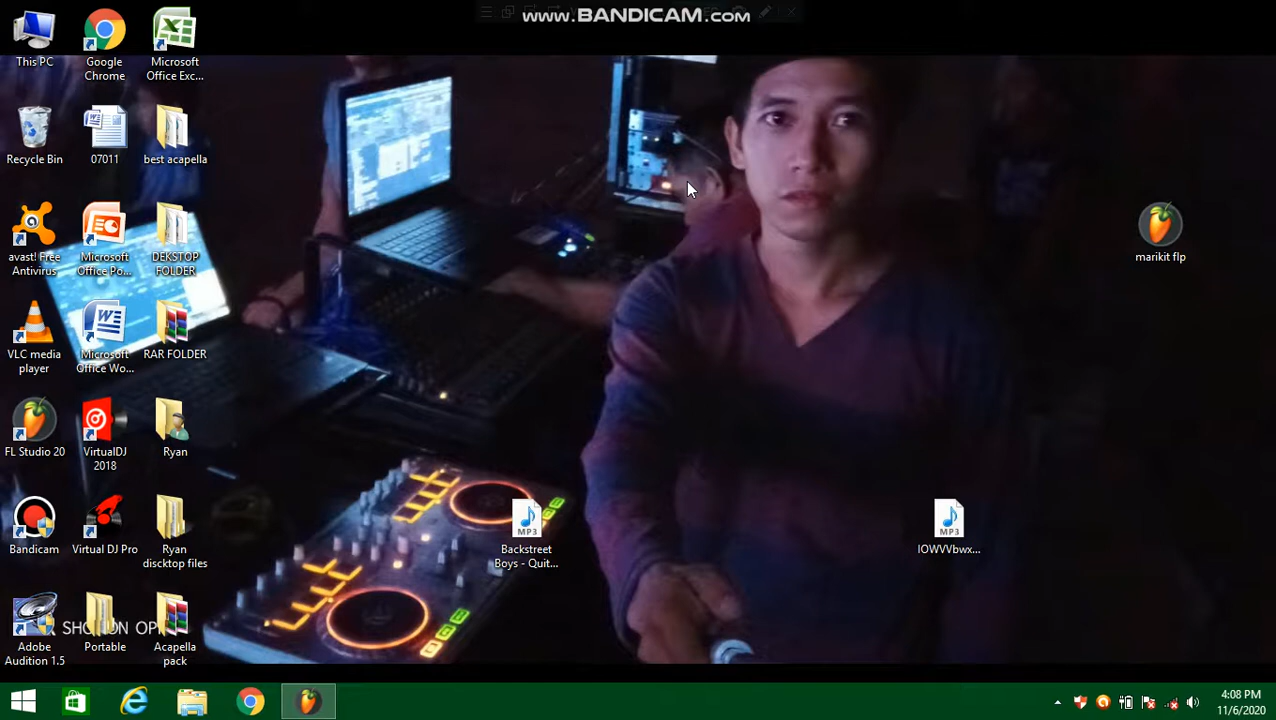 www.BANDICAM.com
This PC
Google
Chrome
Microsoft
Office Exc...
Recycle Bin
07011
best acapella
avast! Free
Antivirus
Microsoft
Office Po...
DEKSTOP
FOLDER
marikit flp
VLC media
player
Microsoft
Office Wo...
RAR FOLDER
FL Studio 20
VirtualDJ
2018
Ryan
Bandicam
Virtual DJ Pro
Ryan
discktop files
MP3
Backstreet
Boys - Quit...
MP3
IOWVVbwx...
Adobe
Audition 1.5
Portable
Acapella
pack
4:08 PM
11/6/2020